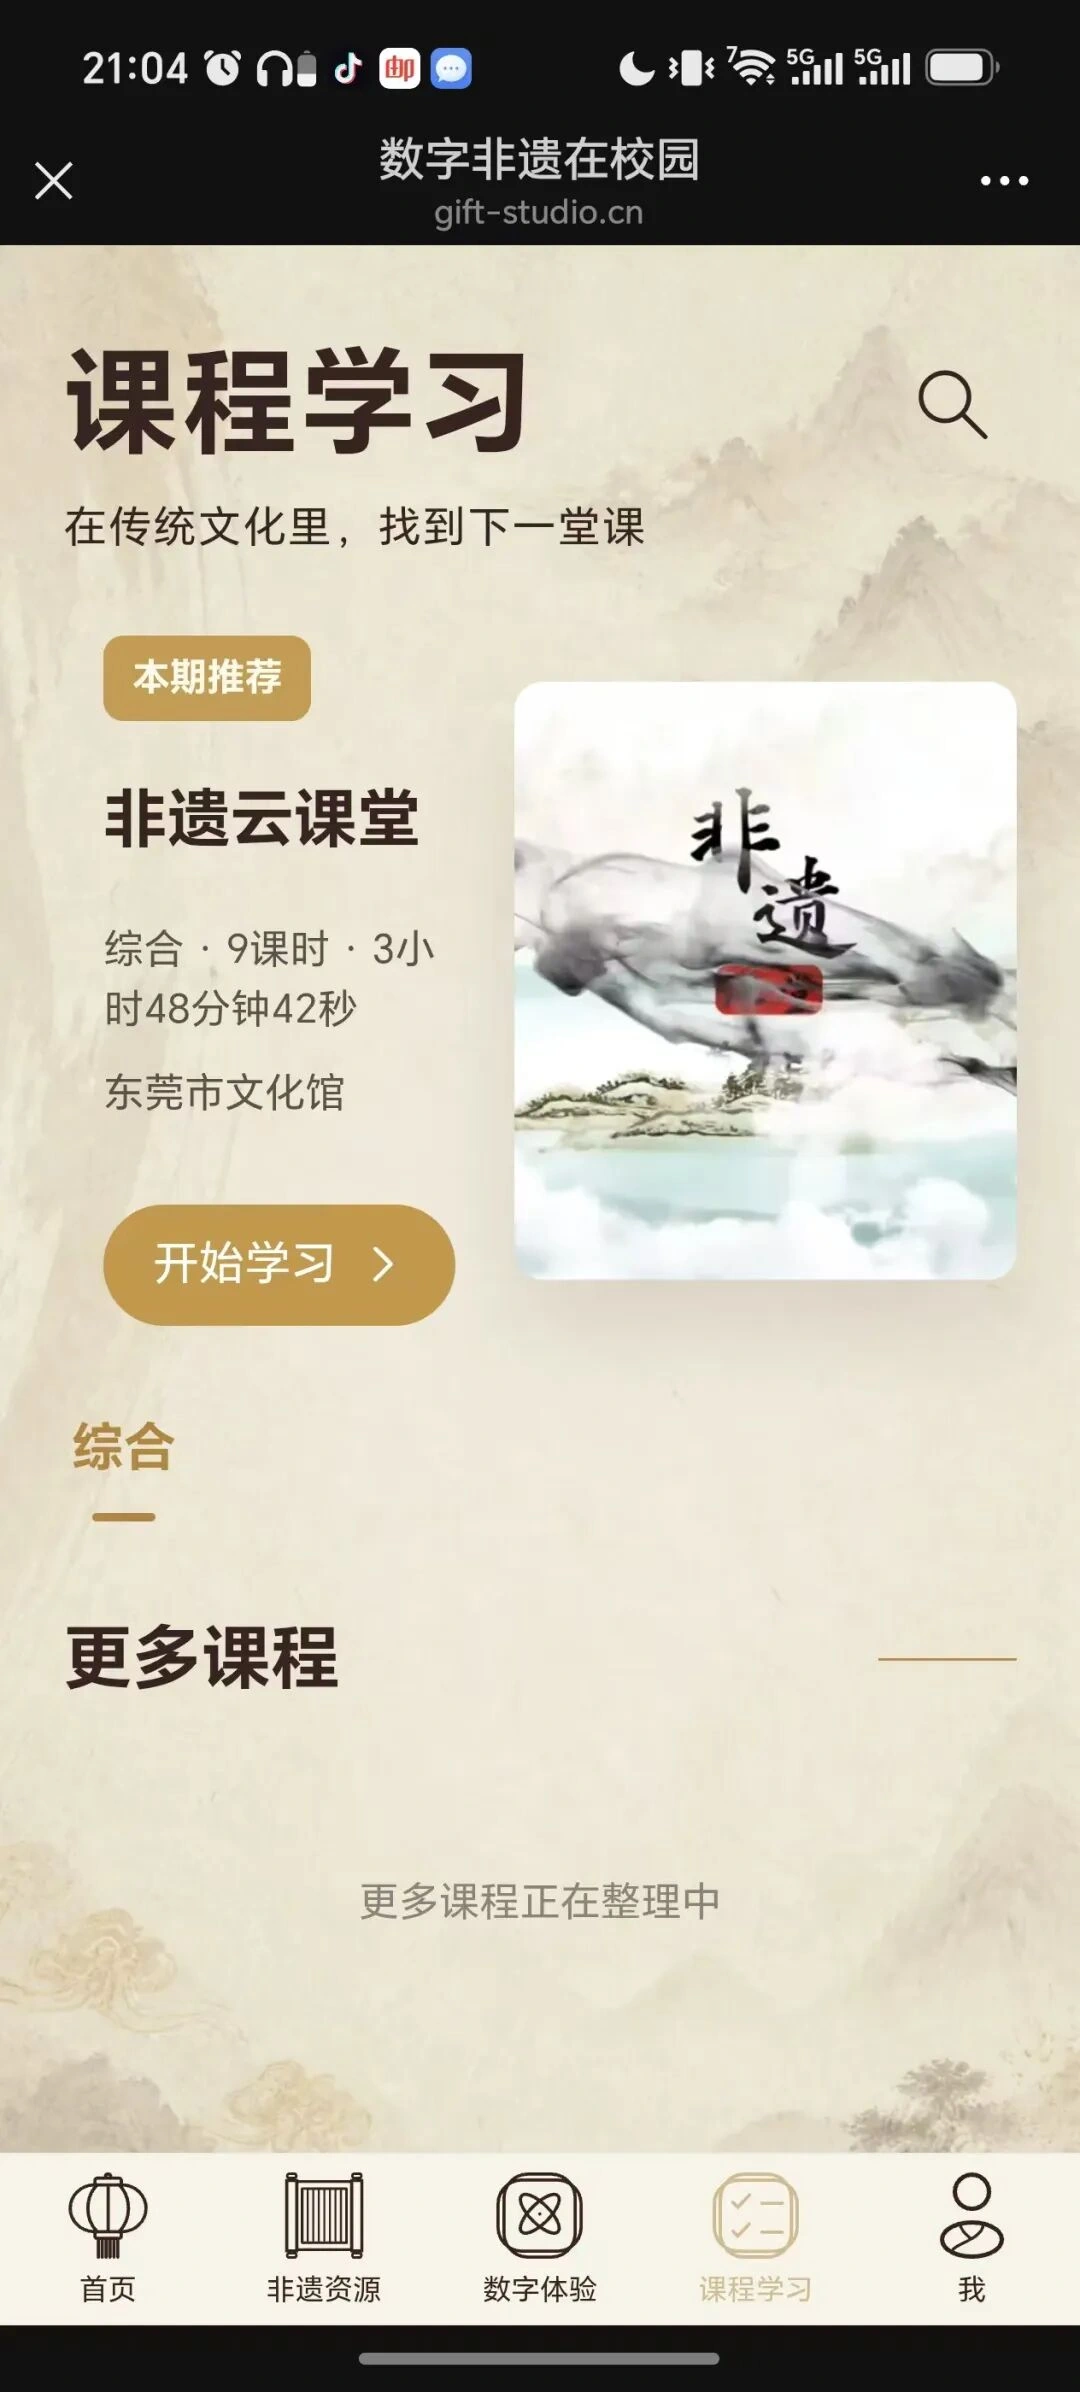 21:04
7 5G 5G
数字非遗在校园
gift-studio.cn
课程学习
在传统文化里，找到下一堂课
本期推荐
非遗云课堂
综合 · 9课时 · 3小
时48分钟42秒
东莞市文化馆
开始学习
非
遗
综合
更多课程
更多课程正在整理中
首页
非遗资源
数字体验
课程学习
我